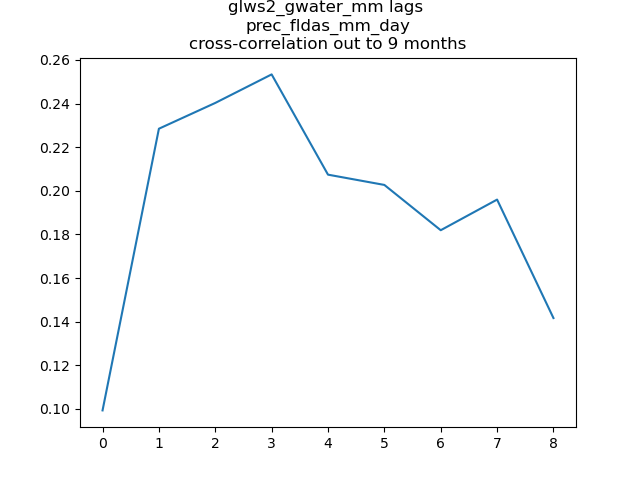 glws2_gwater_mm lags
prec_fldas_mm_day
cross-correlation out to 9 months
0.26
0.24
0.22
0.20
0.18
0.16
0.14
0.12
0.10
0 1 2 3 4 5 6 7 8